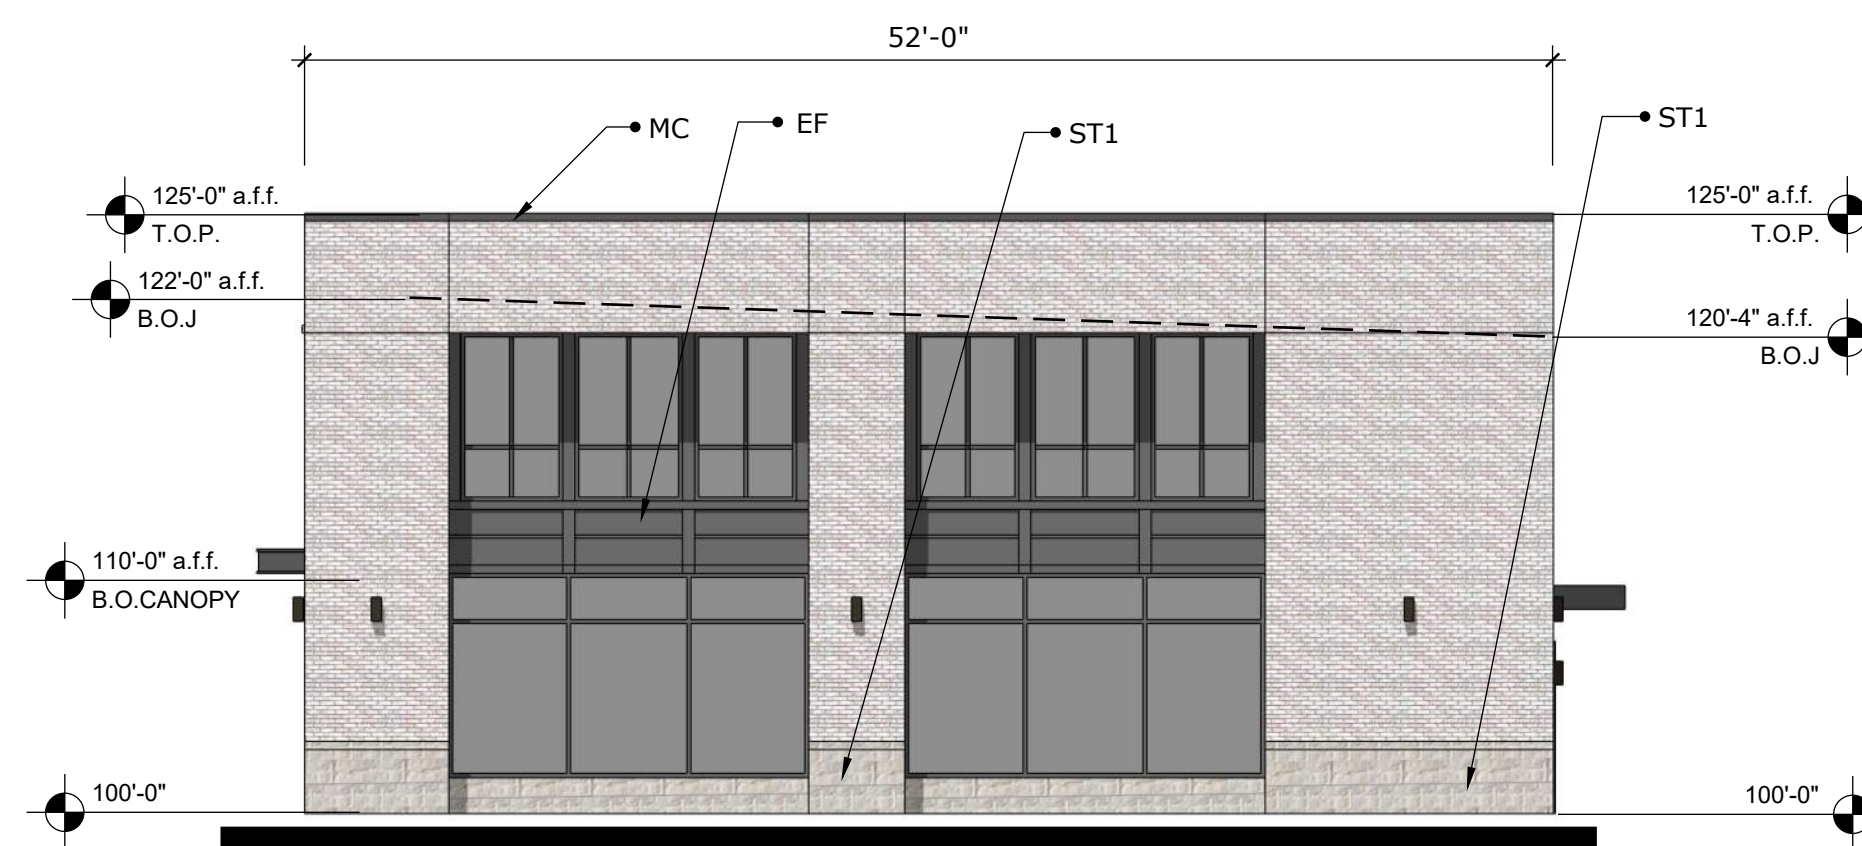 52'-0"
MC
EF
ST1
ST1
125'-0" a.f.f.
T.O.P.
125'-0" a.f.f.
T.O.P.
122'-0" a.f.f.
B.O.J
120'-4" a.f.f.
B.O.J
110'-0" a.f.f.
B.O.CANOPY
100'-0"
100'-0"